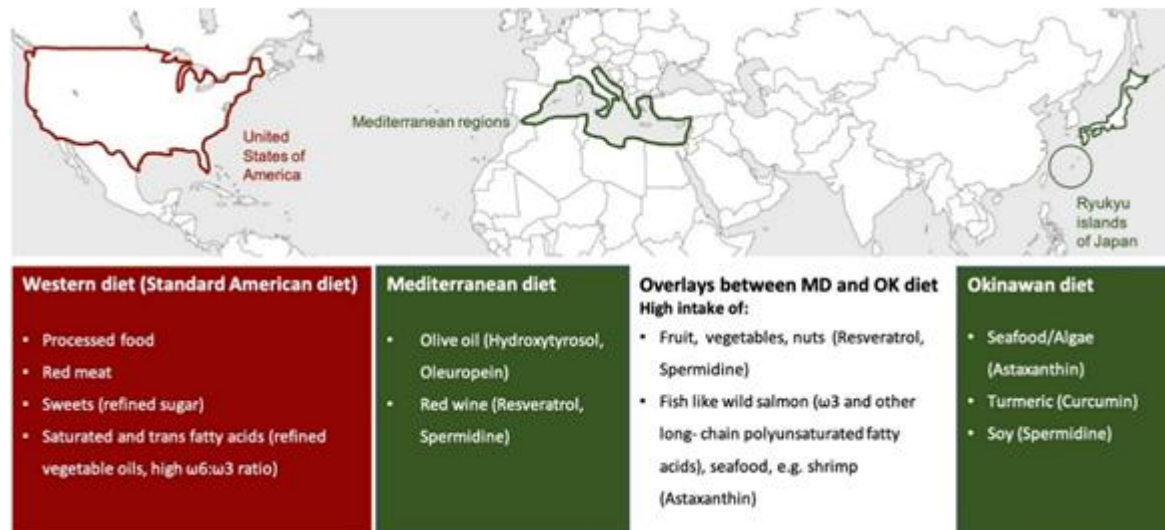 United
States of
America
Mediterranean regions
Ryukyu
islands
of Japan
Western diet (Standard American diet)
• Processed food
• Red meat
• Sweets (refined sugar)
• Saturated and trans fatty acids (refined
vegetable oils, high ω6:ω3 ratio)
Mediterranean diet
• Olive oil (Hydroxytyrosol,
Oleuropein)
• Red wine (Resveratrol,
Spermidine)
Overlays between MD and OK diet
High intake of:
• Fruit, vegetables, nuts (Resveratrol,
Spermidine)
• Fish like wild salmon (ω3 and other
long- chain polyunsaturated fatty
acids), seafood, e.g. shrimp
(Astaxanthin)
Okinawan diet
• Seafood/Algae
(Astaxanthin)
• Turmeric (Curcumin)
• Soy (Spermidine)